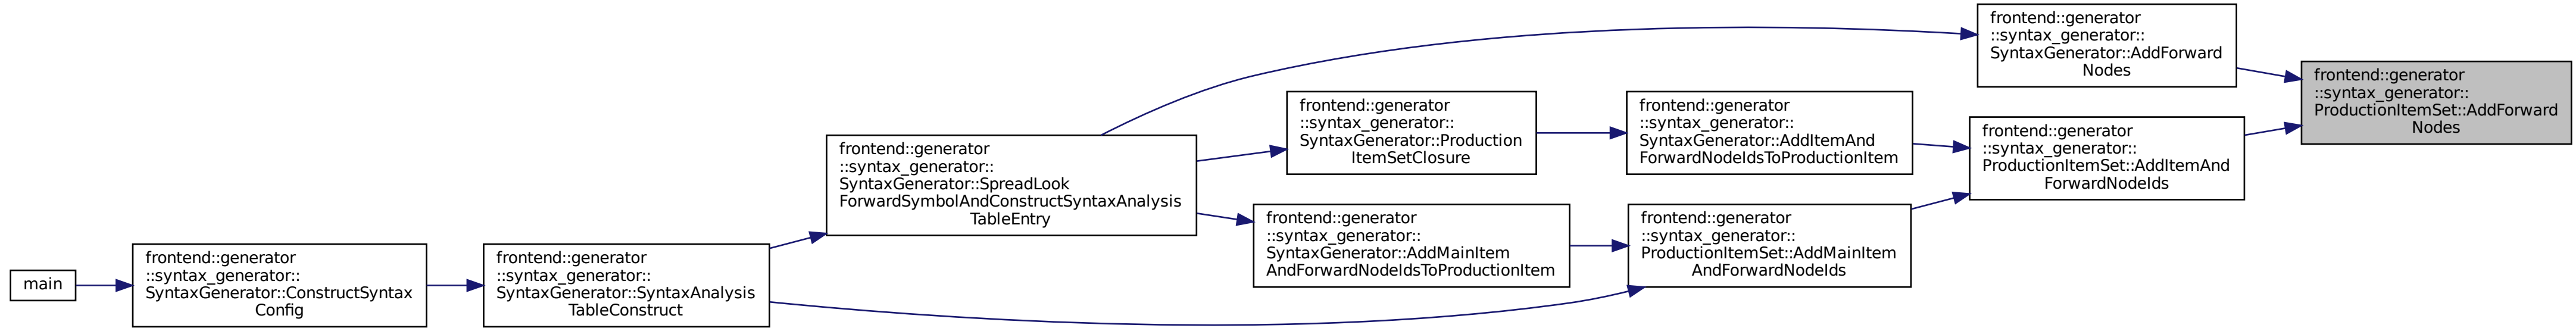 main
frontend::generator
::syntax_generator::
SyntaxGenerator::ConstructSyntax
Config
frontend::generator
::syntax_generator::
SyntaxGenerator::SyntaxAnalysis
TableConstruct
frontend::generator
::syntax_generator::
SyntaxGenerator::SpreadLook
ForwardSymbolAndConstructSyntaxAnalysis
TableEntry
frontend::generator
::syntax_generator::
SyntaxGenerator::Production
ItemSetClosure
frontend::generator
::syntax_generator::
SyntaxGenerator::AddMainItem
AndForwardNodeIdsToProductionItem
frontend::generator
::syntax_generator::
SyntaxGenerator::AddItemAnd
ForwardNodeIdsToProductionItem
frontend::generator
::syntax_generator::
ProductionItemSet::AddMainItem
AndForwardNodeIds
frontend::generator
::syntax_generator::
SyntaxGenerator::AddForward
Nodes
frontend::generator
::syntax_generator::
ProductionItemSet::AddItemAnd
ForwardNodeIds
frontend::generator
::syntax_generator::
ProductionItemSet::AddForward
Nodes